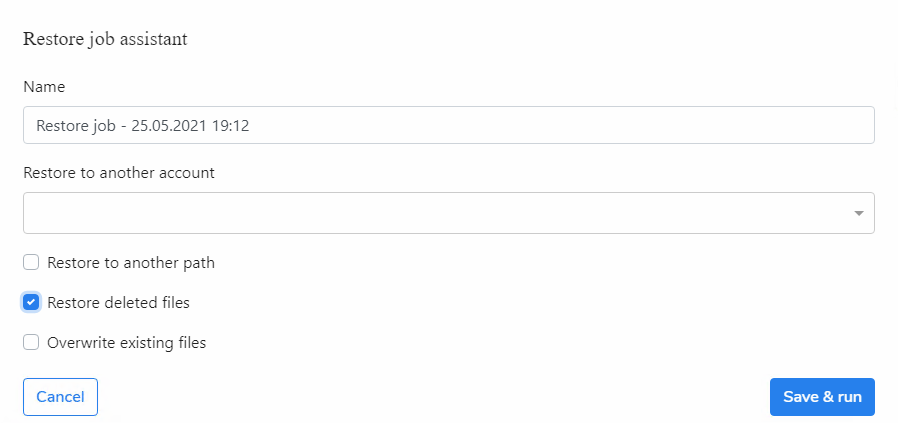 Restore job assistant
Name
Restore job - 25.05.2021 19:12
Restore to another account
Restore to another path
Restore deleted files
Overwrite existing files
Cancel
Save & run